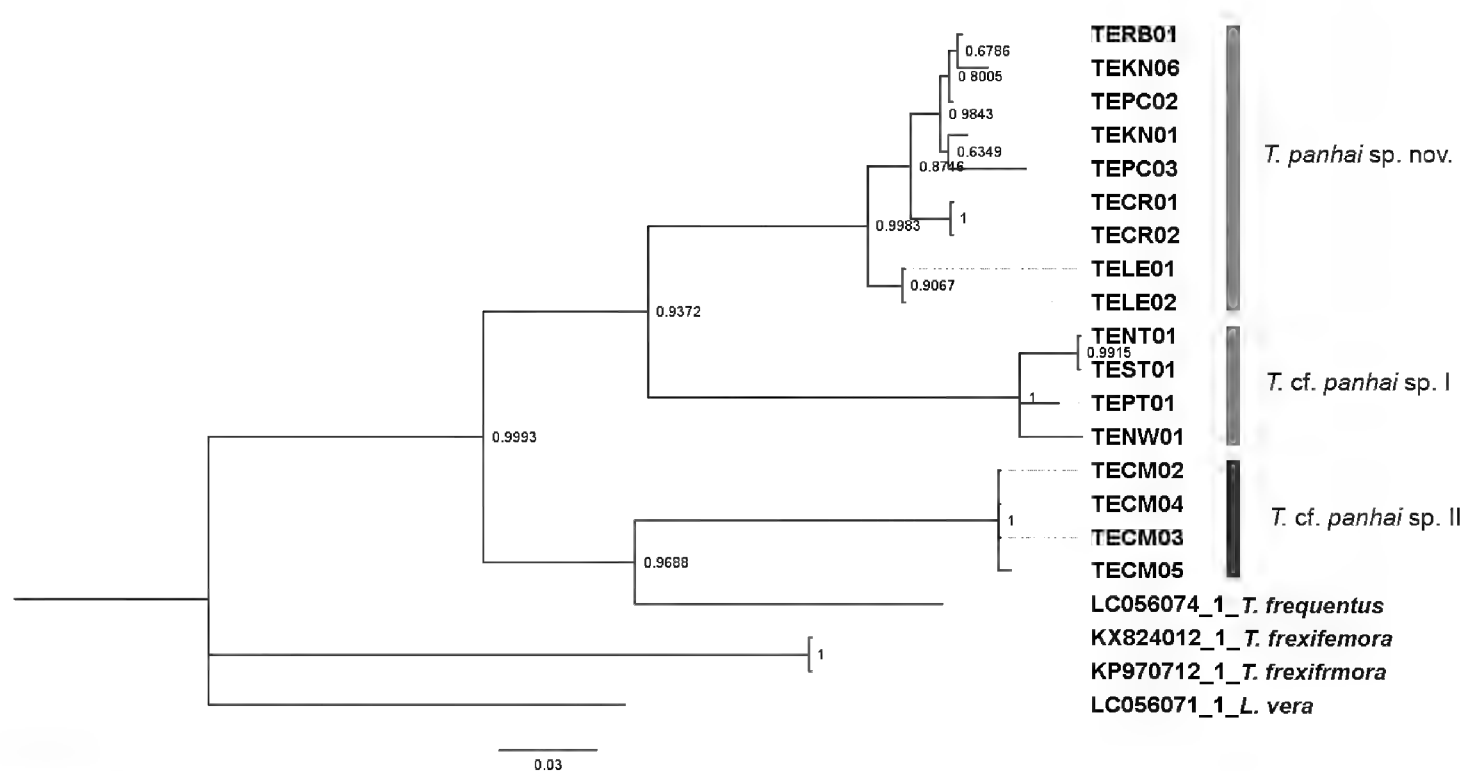 TERB01
0.6786
TEKN06
0.8005
TEPC02
0.9843
TEKN01
0.6349
TEPC03
0.8746
T. panhai sp. nov.
TECR01
1
TECR02
0.9983
TELE01
0.9067
TELE02
0.9372
TENT01
0.9915
TEST01
T. cf. panhai sp. I
TEPT01
1
TENW01
0.9993
TECM02
TECM04
1
T. cf. panhai sp. II
TECM03
0.9688
TECM05
LC056074_1_T. frequentus
KX824012_1_T. frexifemora
1
KP970712_1_T. frexifrmora
LC056071_1_L. vera
0.03